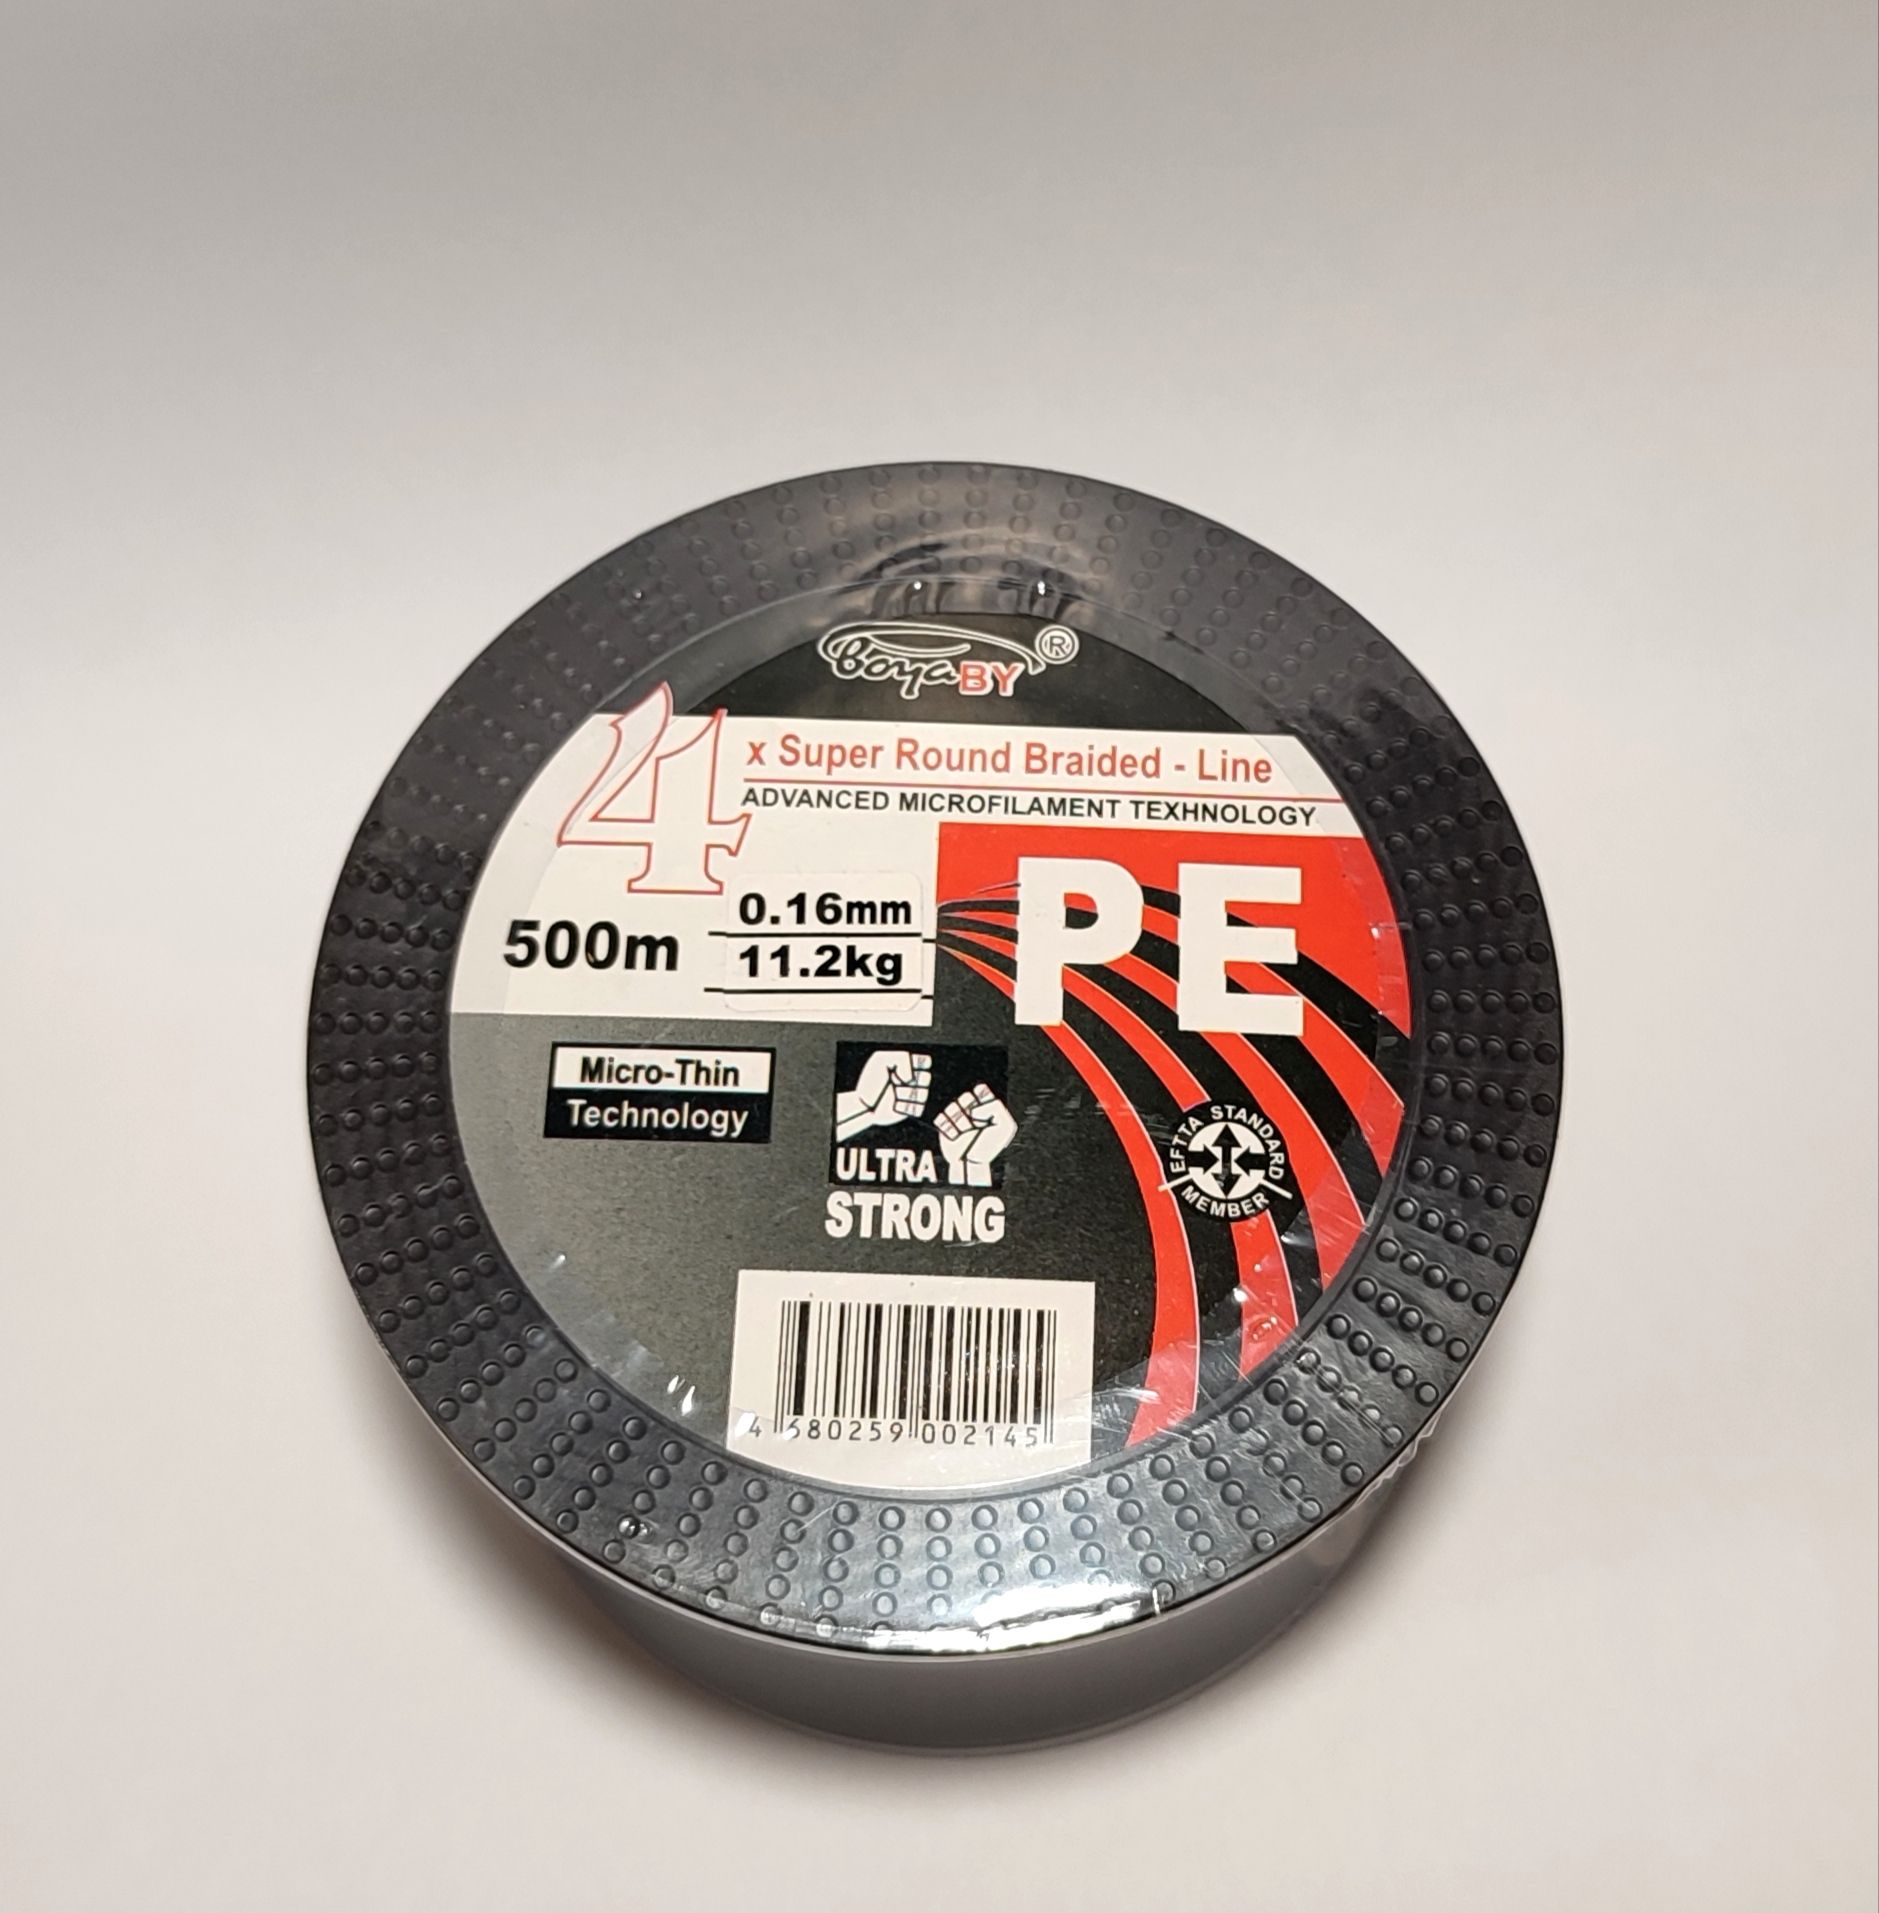 boyaBY®
4 x Super Round Braided - Line
ADVANCED MICROFILAMENT TEXHNOLOGY
PE
0.16mm
500m
11.2kg
Micro-Thin
Technology
ULTRA
STRONG
EFTTA STANDARD
MEMBER
4 680259 002145